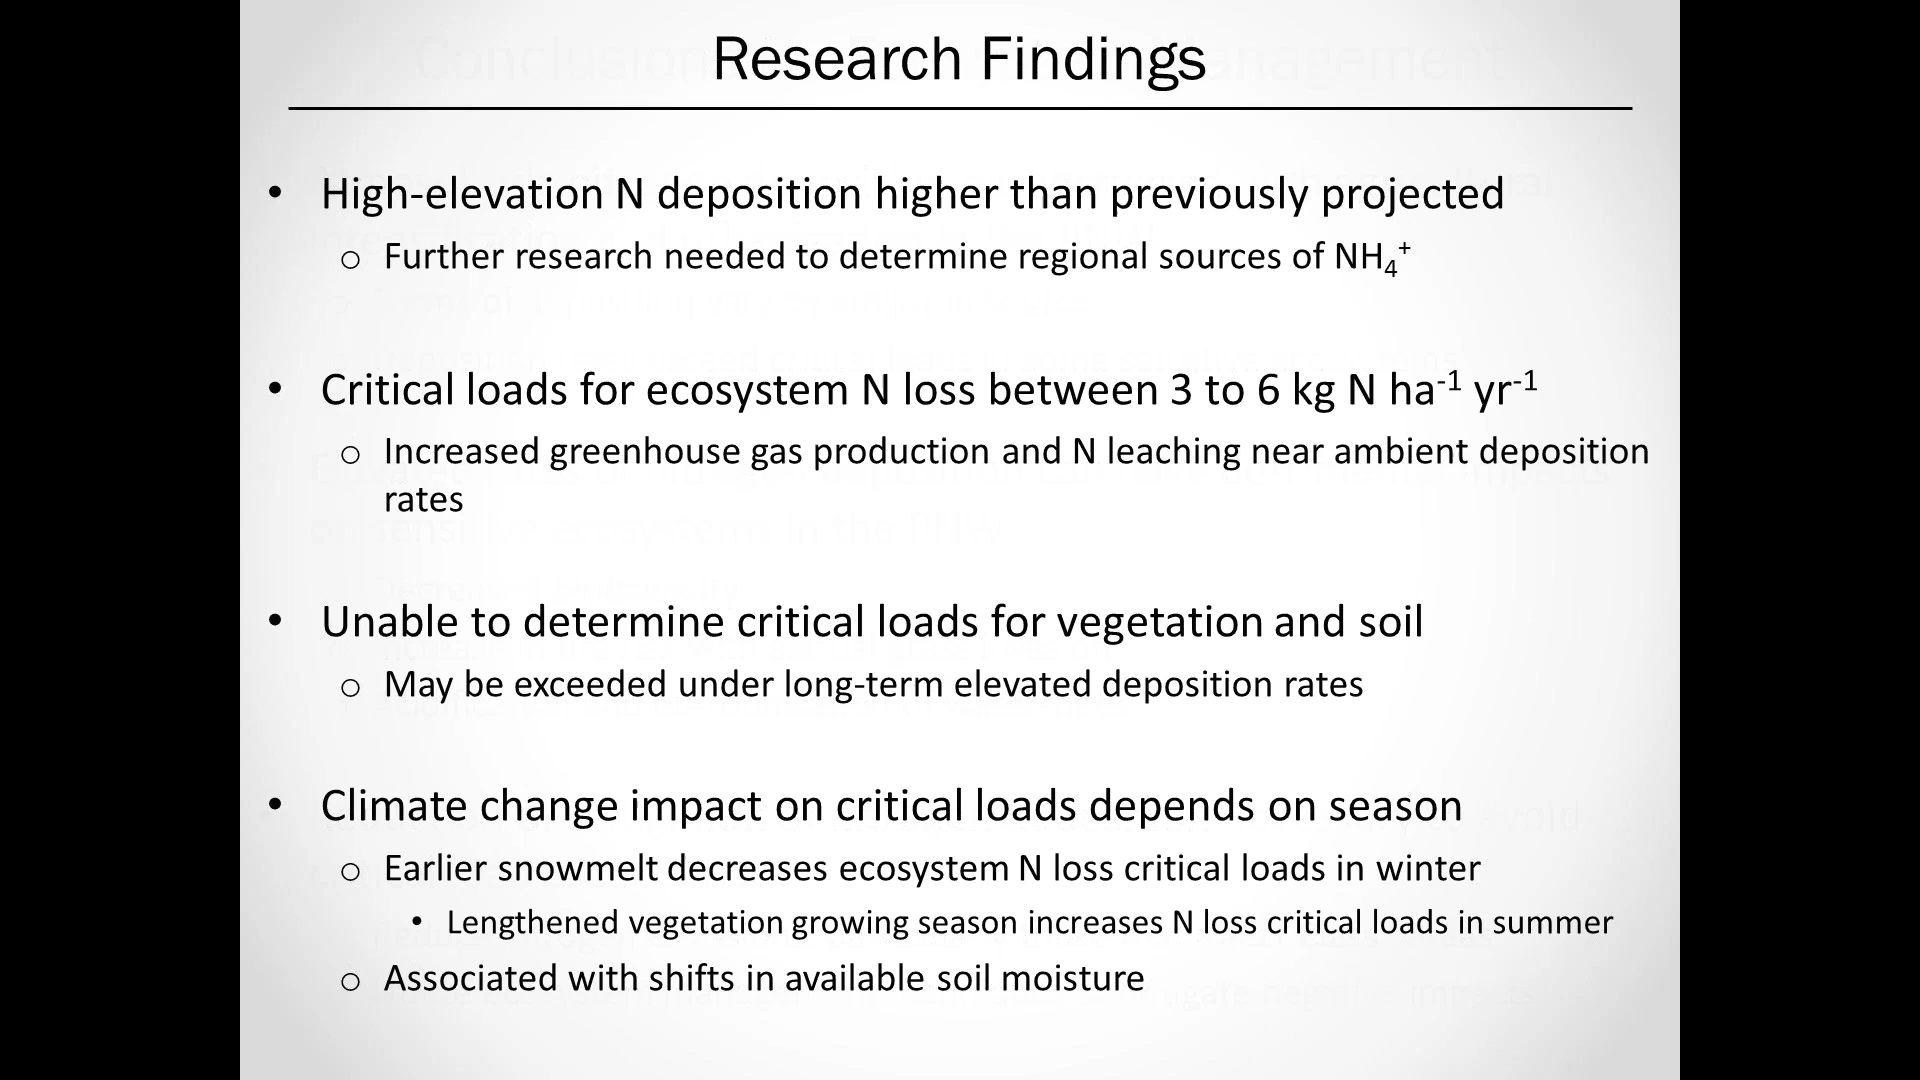 Research Findings
• High-elevation N deposition higher than previously projected
o Further research needed to determine regional sources of NH₄⁺
• Critical loads for ecosystem N loss between 3 to 6 kg N ha⁻¹ yr⁻¹
o Increased greenhouse gas production and N leaching near ambient deposition
rates
• Unable to determine critical loads for vegetation and soil
o May be exceeded under long-term elevated deposition rates
• Climate change impact on critical loads depends on season
o Earlier snowmelt decreases ecosystem N loss critical loads in winter
• Lengthened vegetation growing season increases N loss critical loads in summer
o Associated with shifts in available soil moisture